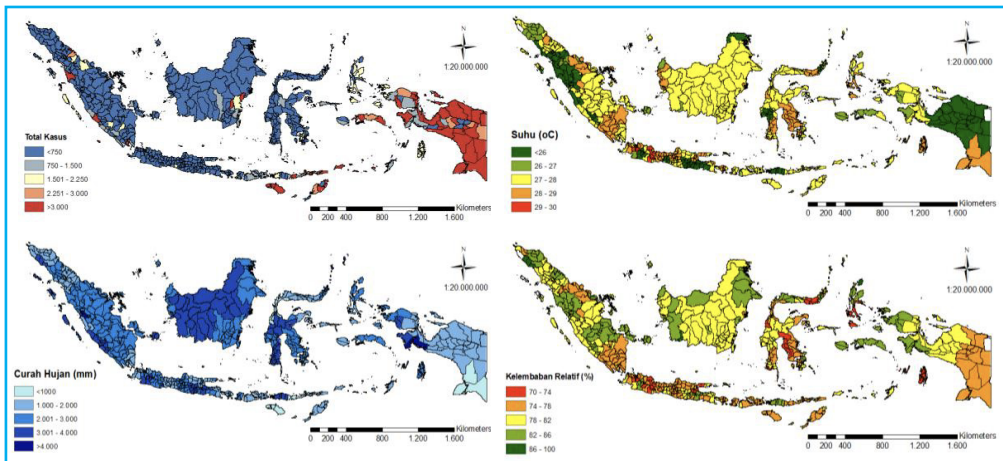 N
1:20.000.000
Total Kasus
<750
750 - 1.500
1.501 - 2.250
2.251 - 3.000
>3.000
Kilometers
0 200 400 800 1.200 1.600
N
1:20.000.000
Suhu (oC)
<26
26 - 27
27 - 28
28 - 29
29 - 30
Kilometers
0 200 400 800 1.200 1.600
N
1:20.000.000
Curah Hujan (mm)
<1000
1.000 - 2.000
2.001 - 3.000
3.001 - 4.000
>4.000
Kilometers
0 200 400 800 1.200 1.600
N
1:20.000.000
Kelembaban Relatif (%)
70 - 74
74 - 78
78 - 82
82 - 86
86 - 100
Kilometers
0 200 400 800 1.200 1.600